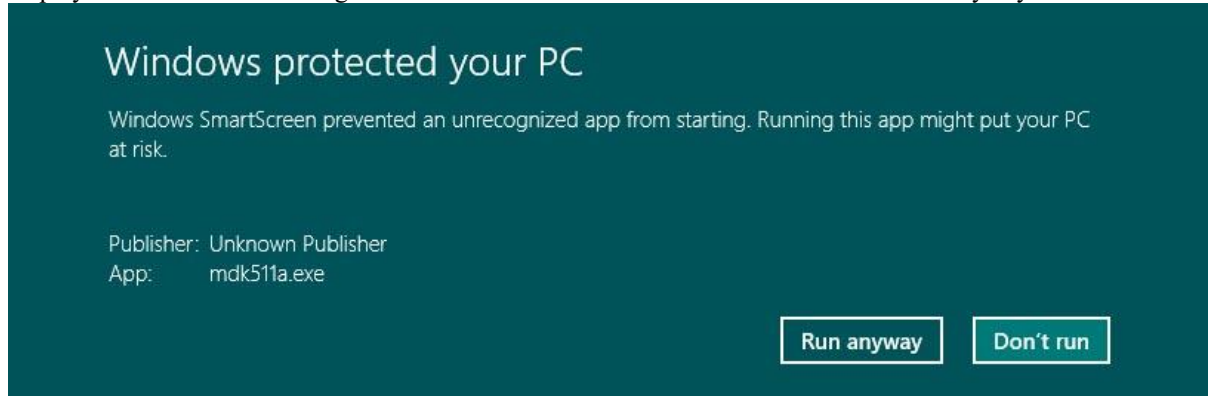 Windows protected your PC
Windows SmartScreen prevented an unrecognized app from starting. Running this app might put your PC
at risk.
Publisher: Unknown Publisher
App: mdk511a.exe
Run anyway
Don't run